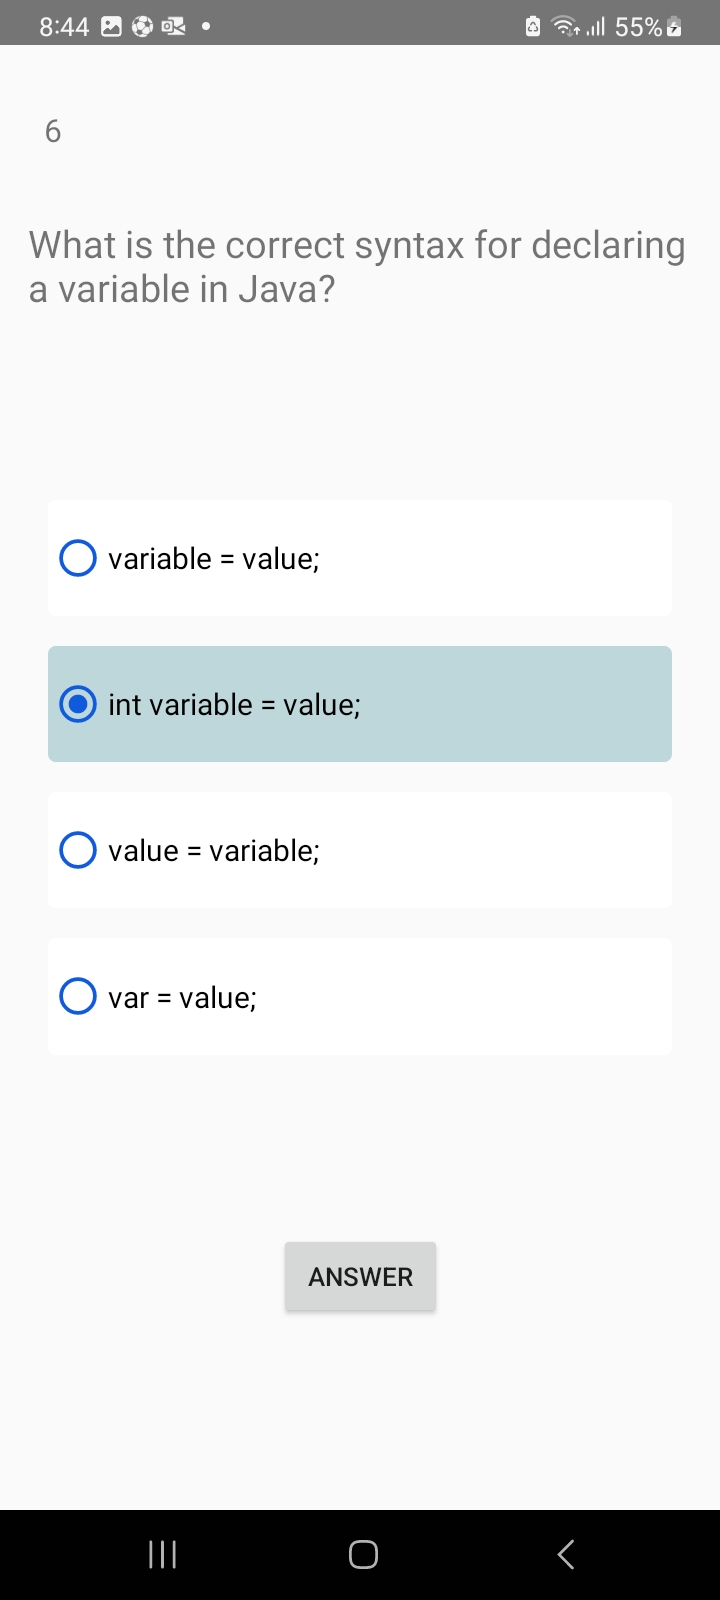 8:44
55%
6
What is the correct syntax for declaring
a variable in Java?
variable = value;
int variable = value;
value = variable;
var = value;
ANSWER